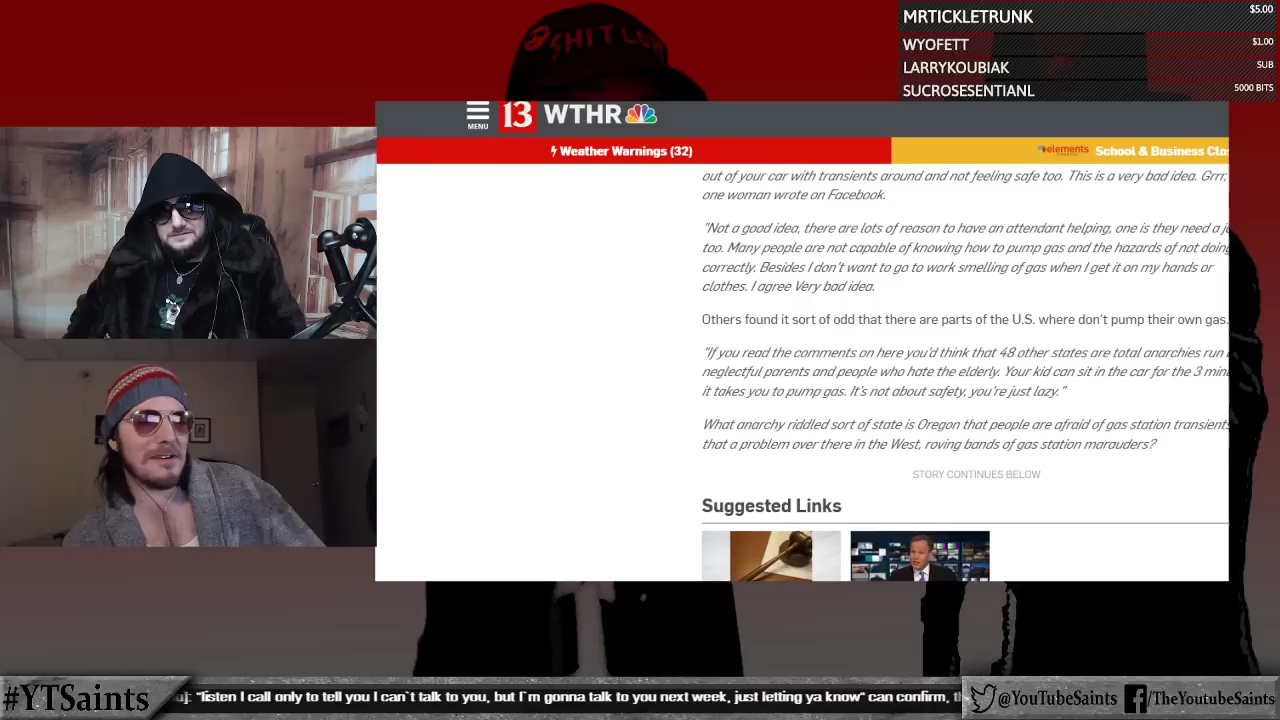 SHIT LOR
MRTICKLETRUNK $5.00
WYOFETT $1.00
LARRYKOUBIAK SUB
SUCROSESENTIANL 5000 BITS
MENU 13 WTHR
Weather Warnings (32)
elements School & Business Clo
out of your car with transients around and not feeling safe too. This is a very bad idea. Grrr,
one woman wrote on Facebook.
"Not a good idea, there are lots of reason to have an attendant helping, one is they need a j
too. Many people are not capable of knowing how to pump gas and the hazards of not doing
correctly. Besides I don't want to go to work smelling of gas when I get it on my hands or
clothes. I agree Very bad idea.
Others found it sort of odd that there are parts of the U.S. where don't pump their own gas.
"If you read the comments on here you'd think that 48 other states are total anarchies run
neglectful parents and people who hate the elderly. Your kid can sit in the car for the 3 min
it takes you to pump gas. It's not about safety, you're just lazy."
What anarchy riddled sort of state is Oregon that people are afraid of gas station transients
that a problem over there in the West, roving bands of gas station marauders?
STORY CONTINUES BELOW
Suggested Links
#YTSaints
]: "listen I call only to tell you I can`t talk to you, but I`m gonna talk to you next week, just letting ya know" can confirm, th
@YouTubeSaints /TheYoutubeSaints